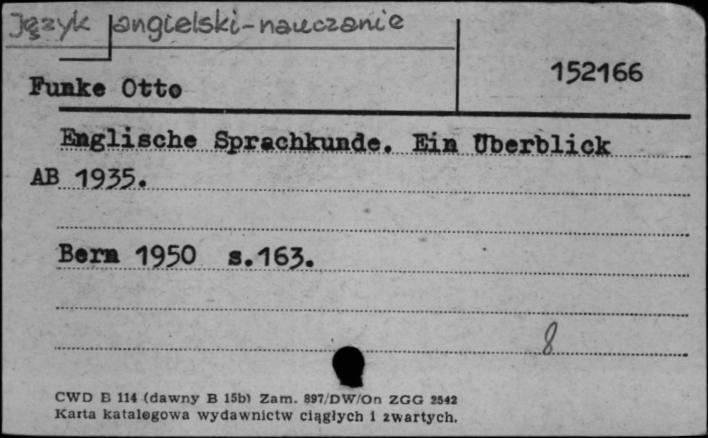 język angielski-nauczanie
152166
Funke Otto
Englische Sprachkunde. Ein Überblick
AB 1935.
Bern 1950 s.163.
8
CWD B 114 (dawny B 15b) Zam. 897/DW/On ZGG 2542
Karta katalogowa wydawnictw ciągłych i zwartych.